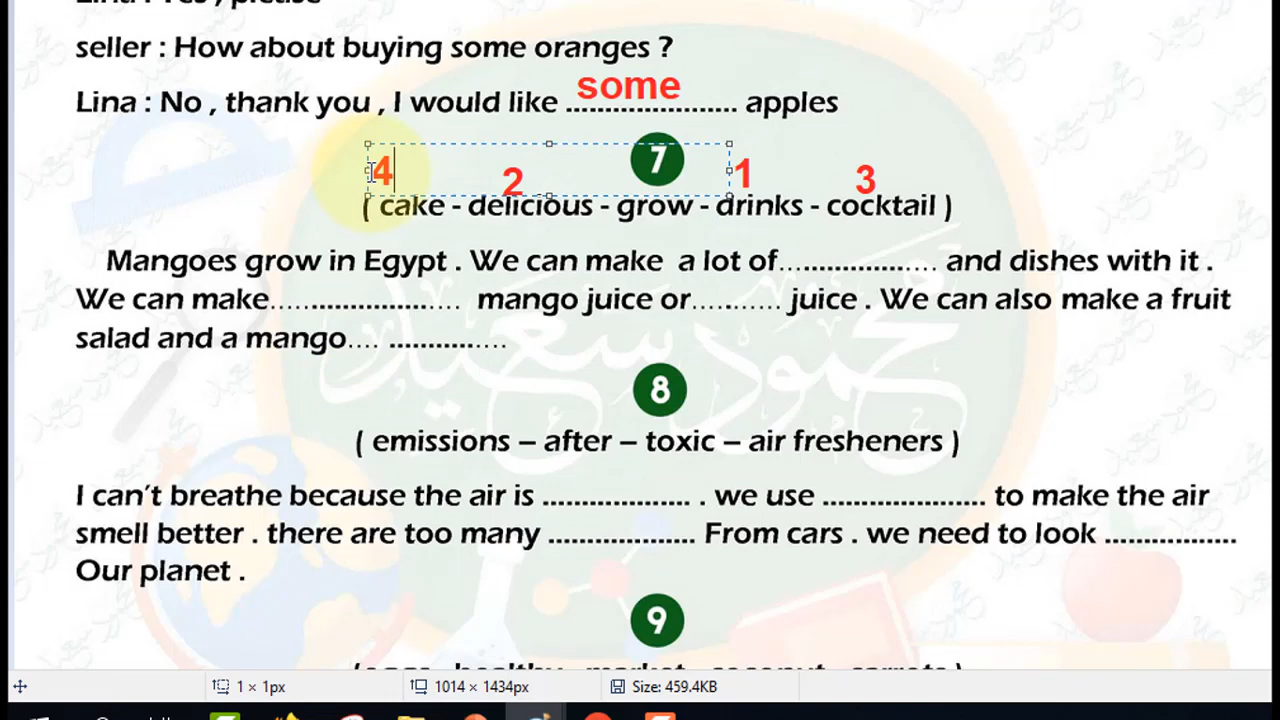 seller : How about buying some oranges ?
some
Lina : No , thank you , I would like ...................... apples
7
4 2 1 3
( cake - delicious - grow - drinks - cocktail )
Mangoes grow in Egypt . We can make a lot of.................... and dishes with it .
We can make........................ mango juice or........... juice . We can also make a fruit
salad and a mango.... ...............
محمود سعيد
8
( emissions – after – toxic – air fresheners )
I can't breathe because the air is ................... . we use ..................... to make the air
smell better . there are too many ................... From cars . we need to look .................
Our planet .
9
1 × 1px
1014 × 1434px
Size: 459.4KB